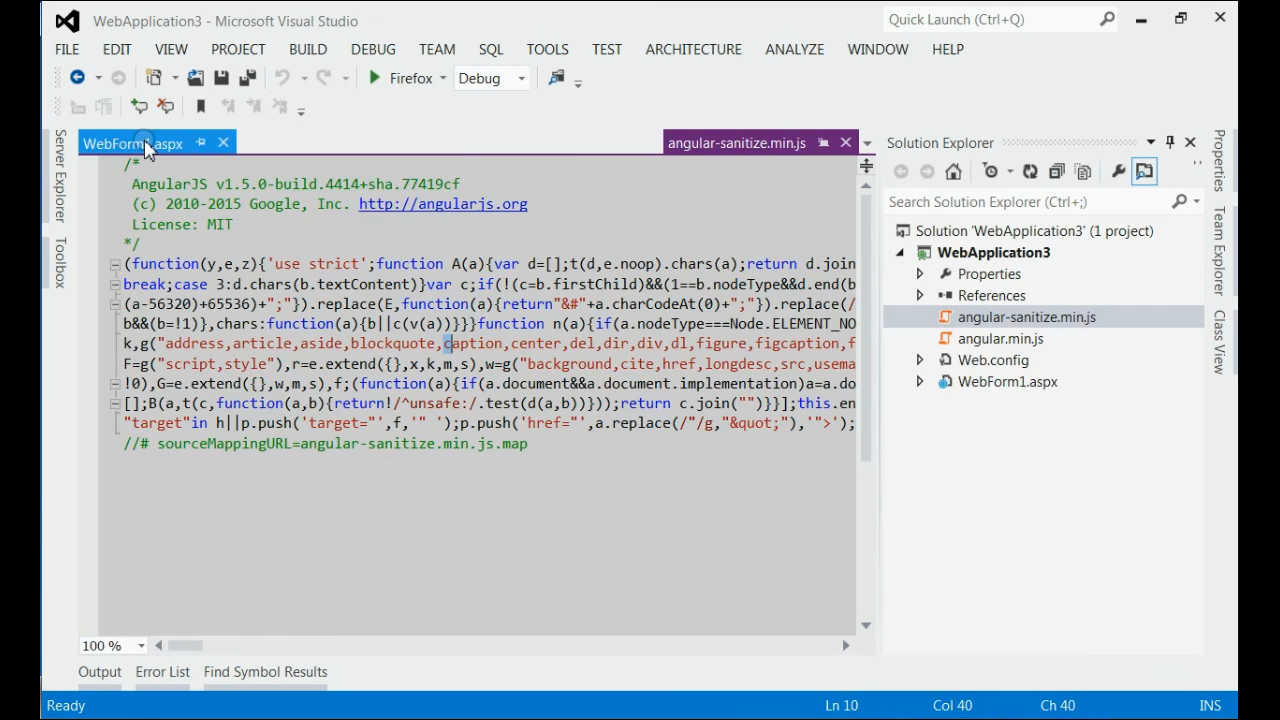 WebApplication3 - Microsoft Visual Studio
Quick Launch (Ctrl+Q)
FILE EDIT VIEW PROJECT BUILD DEBUG TEAM SQL TOOLS TEST ARCHITECTURE ANALYZE WINDOW HELP
Firefox Debug
WebForm1.aspx angular-sanitize.min.js
Server Explorer
Toolbox
/*
AngularJS v1.5.0-build.4414+sha.77419cf
(c) 2010-2015 Google, Inc. http://angularjs.org
License: MIT
*/
(function(y,e,z){'use strict';function A(a){var d=[];t(d,e.noop).chars(a);return d.join
break;case 3:d.chars(b.textContent)}var c;if(!(c=b.firstChild)&&(1==b.nodeType&&d.end(b
(a-56320)+65536)+";"}).replace(E,function(a){return"&#"+a.charCodeAt(0)+";"}).replace(/
b&&(b=!1)},chars:function(a){b||c(v(a))}}}function n(a){if(a.nodeType===Node.ELEMENT_NO
k,g("address,article,aside,blockquote,caption,center,del,dir,div,dl,figure,figcaption,f
F=g("script,style"),r=e.extend({},x,k,m,s),w=g("background,cite,href,longdesc,src,usema
!0),G=e.extend({},w,m,s),f;(function(a){if(a.document&&a.document.implementation)a=a.do
[];B(a,t(c,function(a,b){return!/^unsafe:/.test(d(a,b))}));return c.join("")}}];this.en
"target"in h||p.push('target="',f,'" ');p.push('href="',a.replace(/"/g,"&quot;"),'">');
//# sourceMappingURL=angular-sanitize.min.js.map
100 %
Solution Explorer
Search Solution Explorer (Ctrl+;)
Solution 'WebApplication3' (1 project)
WebApplication3
Properties
References
angular-sanitize.min.js
angular.min.js
Web.config
WebForm1.aspx
Properties
Team Explorer
Class View
Output Error List Find Symbol Results
Ready Ln 10 Col 40 Ch 40 INS